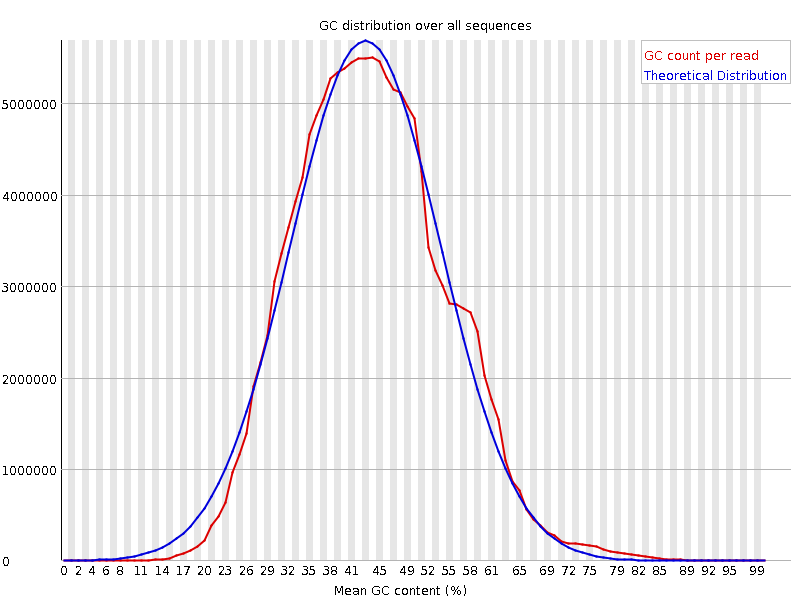 GC distribution over all sequences
GC count per read
Theoretical Distribution
5000000
4000000
3000000
2000000
1000000
0
0 2 4 6 8 11 14 17 20 23 26 29 32 35 38 41 45 49 52 55 58 61 65 69 72 75 79 82 85 89 92 95 99
Mean GC content (%)